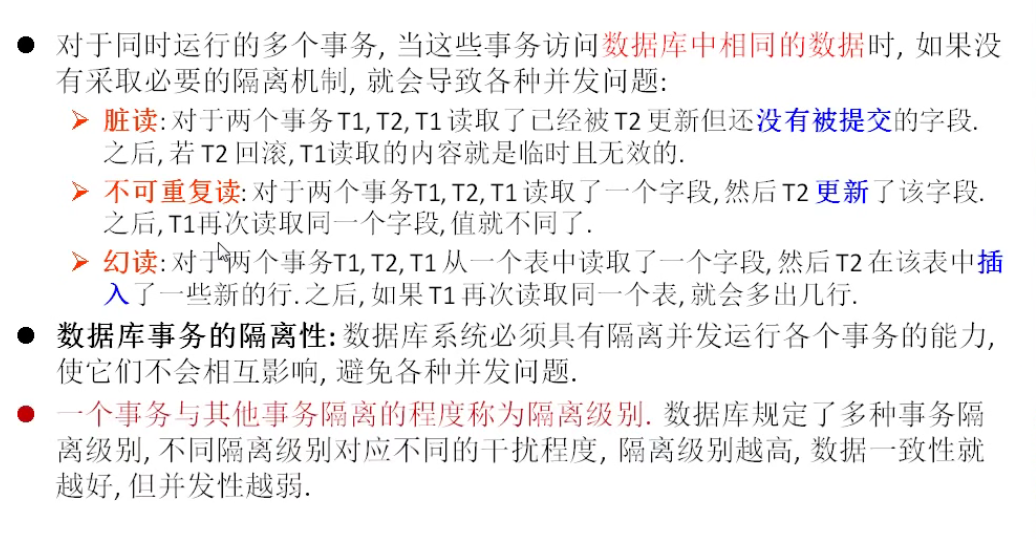 ● 对于同时运行的多个事务, 当这些事务访问数据库中相同的数据时, 如果没
有采取必要的隔离机制, 就会导致各种并发问题:
➢ 脏读: 对于两个事务 T1, T2, T1 读取了已经被 T2 更新但还没有被提交的字段.
之后, 若 T2 回滚, T1读取的内容就是临时且无效的.
➢ 不可重复读: 对于两个事务T1, T2, T1 读取了一个字段, 然后 T2 更新了该字段.
之后, T1再次读取同一个字段, 值就不同了.
➢ 幻读: 对于两个事务T1, T2, T1 从一个表中读取了一个字段, 然后 T2 在该表中插
入了一些新的行. 之后, 如果 T1 再次读取同一个表, 就会多出几行.
● 数据库事务的隔离性: 数据库系统必须具有隔离并发运行各个事务的能力,
使它们不会相互影响, 避免各种并发问题.
● 一个事务与其他事务隔离的程度称为隔离级别. 数据库规定了多种事务隔
离级别, 不同隔离级别对应不同的干扰程度, 隔离级别越高, 数据一致性就
越好, 但并发性越弱.